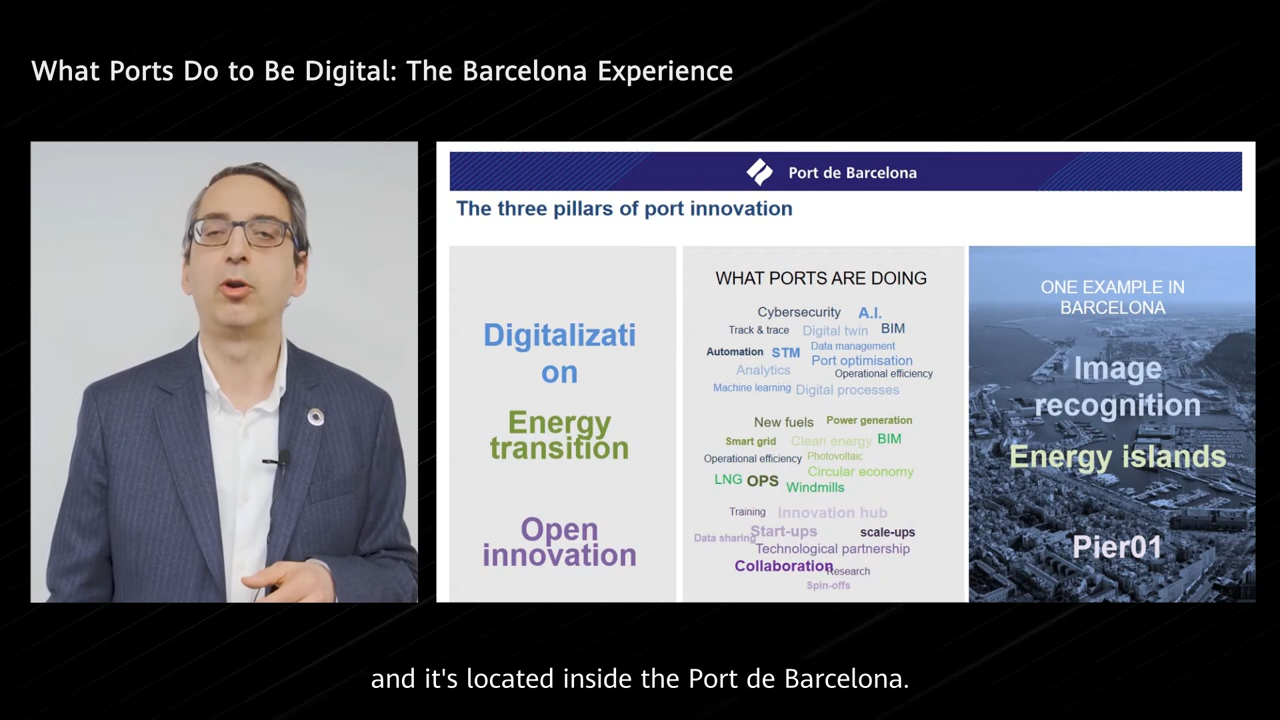 What Ports Do to Be Digital: The Barcelona Experience
Port de Barcelona
The three pillars of port innovation
Digitalizati
on
Energy
transition
Open
innovation
WHAT PORTS ARE DOING
Cybersecurity A.I.
Track & trace Digital twin BIM
Automation STM Data management
Port optimisation
Analytics Operational efficiency
Machine learning Digital processes
New fuels Power generation
Smart grid Clean energy BIM
Operational efficiency Photovoltaic
Circular economy
LNG OPS Windmills
Training Innovation hub
Data sharing Start-ups scale-ups
Technological partnership
Collaboration Research
Spin-offs
ONE EXAMPLE IN
BARCELONA
Image
recognition
Energy islands
Pier01
and it's located inside the Port de Barcelona.